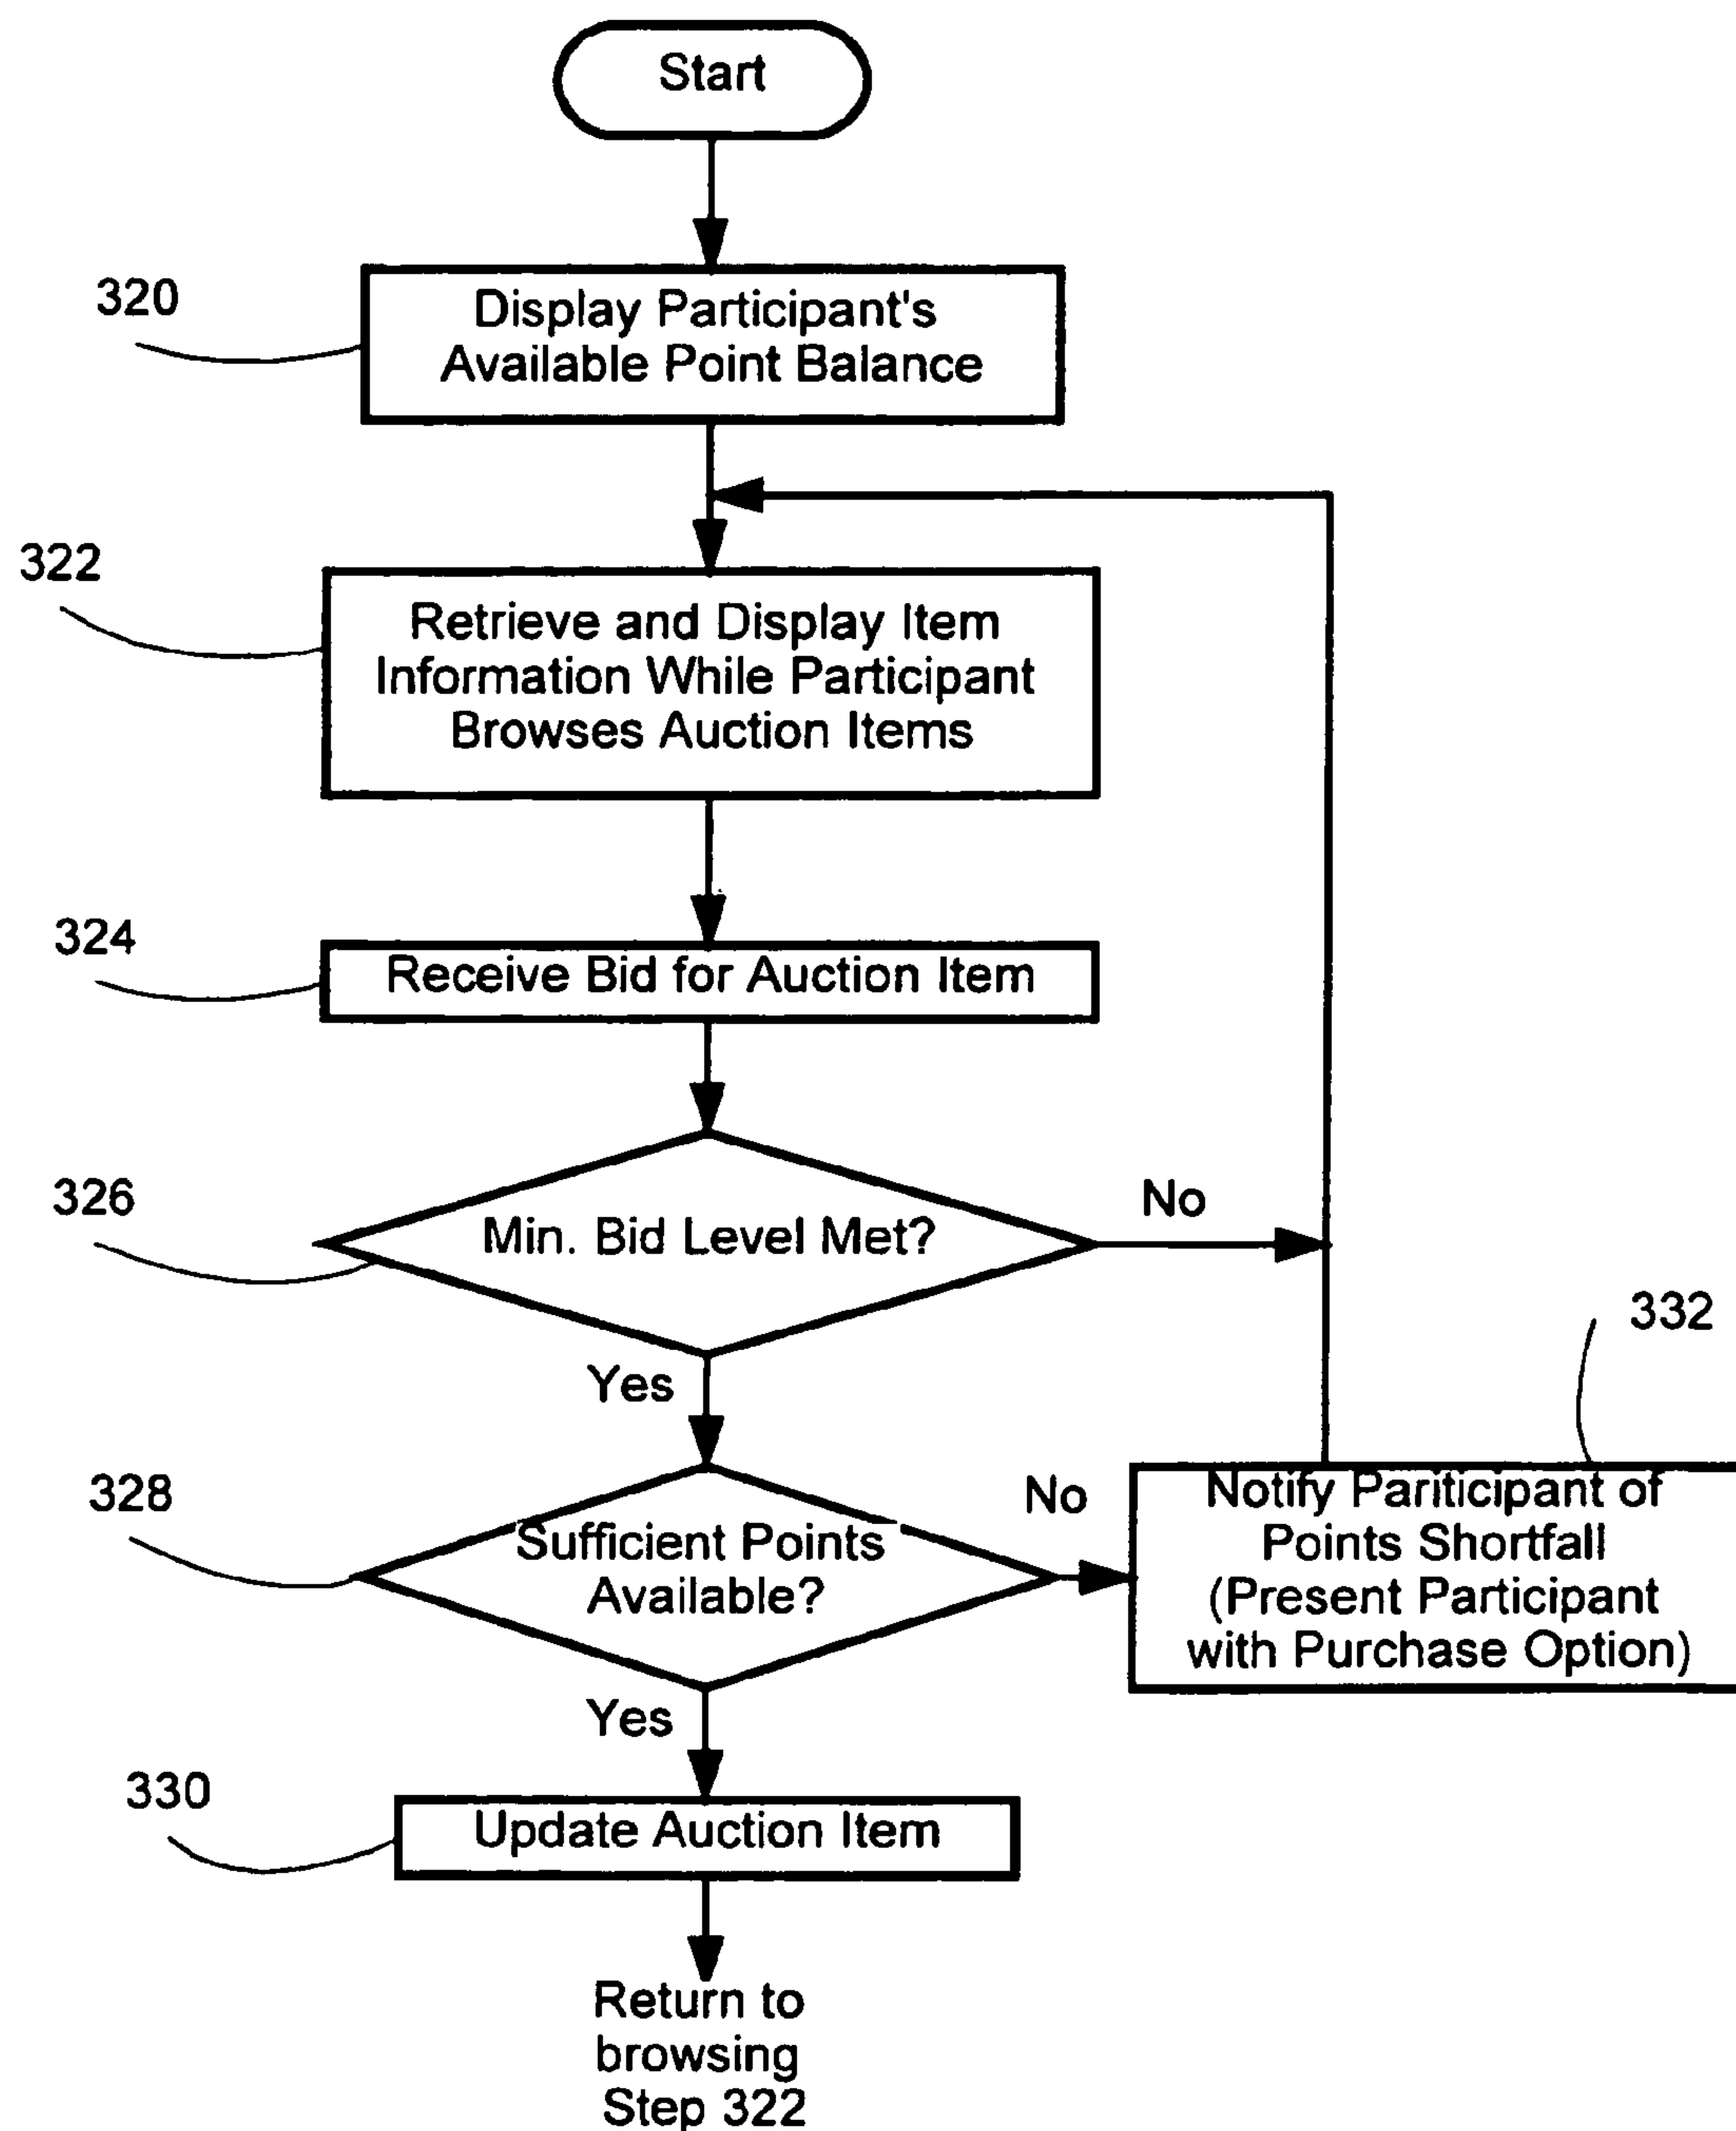 Start
320
Display Participant's
Available Point Balance
322
Retrieve and Display Item
Information While Participant
Browses Auction Items
324
Receive Bid for Auction Item
326
Min. Bid Level Met?
No
Yes
332
328
Sufficient Points
Available?
No
Notify Pariticipant of
Points Shortfall
(Present Participant
with Purchase Option)
Yes
330
Update Auction Item
Return to
browsing
Step 322